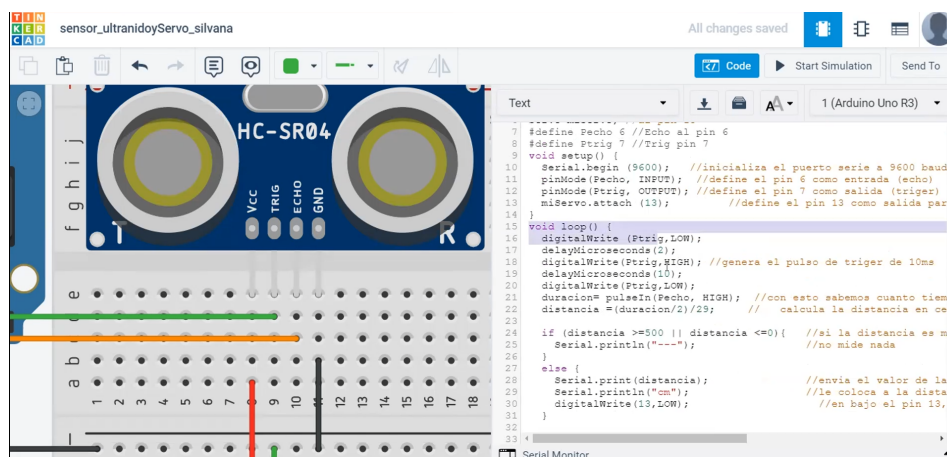 TIN
KER
CAD
sensor_ultranidoyServo_silvana
All changes saved
Code
Start Simulation
Send To
Text
1 (Arduino Uno R3)
HC-SR04
Vcc
TRIG
ECHO
GND
T
R
j
i
h
g
f
e
d
c
b
a
1 2 3 4 5 6 7 8 9 10 11 12 13 14 15 16 17 18
7 #define Pecho 6 //Echo al pin 6
8 #define Ptrig 7 //Trig pin 7
9 void setup() {
10 Serial.begin (9600); //inicializa el puerto serie a 9600 baud
11 pinMode(Pecho, INPUT); //define el pin 6 como entrada (echo)
12 pinMode(Ptrig, OUTPUT); //define el pin 7 como salida (triger)
13 miServo.attach (13); //define el pin 13 como salida par
14 }
15 void loop() {
16 digitalWrite (Ptrig,LOW);
17 delayMicroseconds(2);
18 digitalWrite(Ptrig,HIGH); //genera el pulso de triger de 10ms
19 delayMicroseconds(10);
20 digitalWrite(Ptrig,LOW);
21 duracion= pulseIn(Pecho, HIGH); //con esto sabemos cuanto tiem
22 distancia =(duracion/2)/29; // calcula la distancia en ce
23
24 if (distancia >=500 || distancia <=0){ //si la distancia es m
25 Serial.println("---"); //no mide nada
26 }
27 else {
28 Serial.print(distancia); //envia el valor de la
29 Serial.println("cm"); //le coloca a la dista
30 digitalWrite(13,LOW); //en bajo el pin 13,
31 }
32
33
Serial Monitor